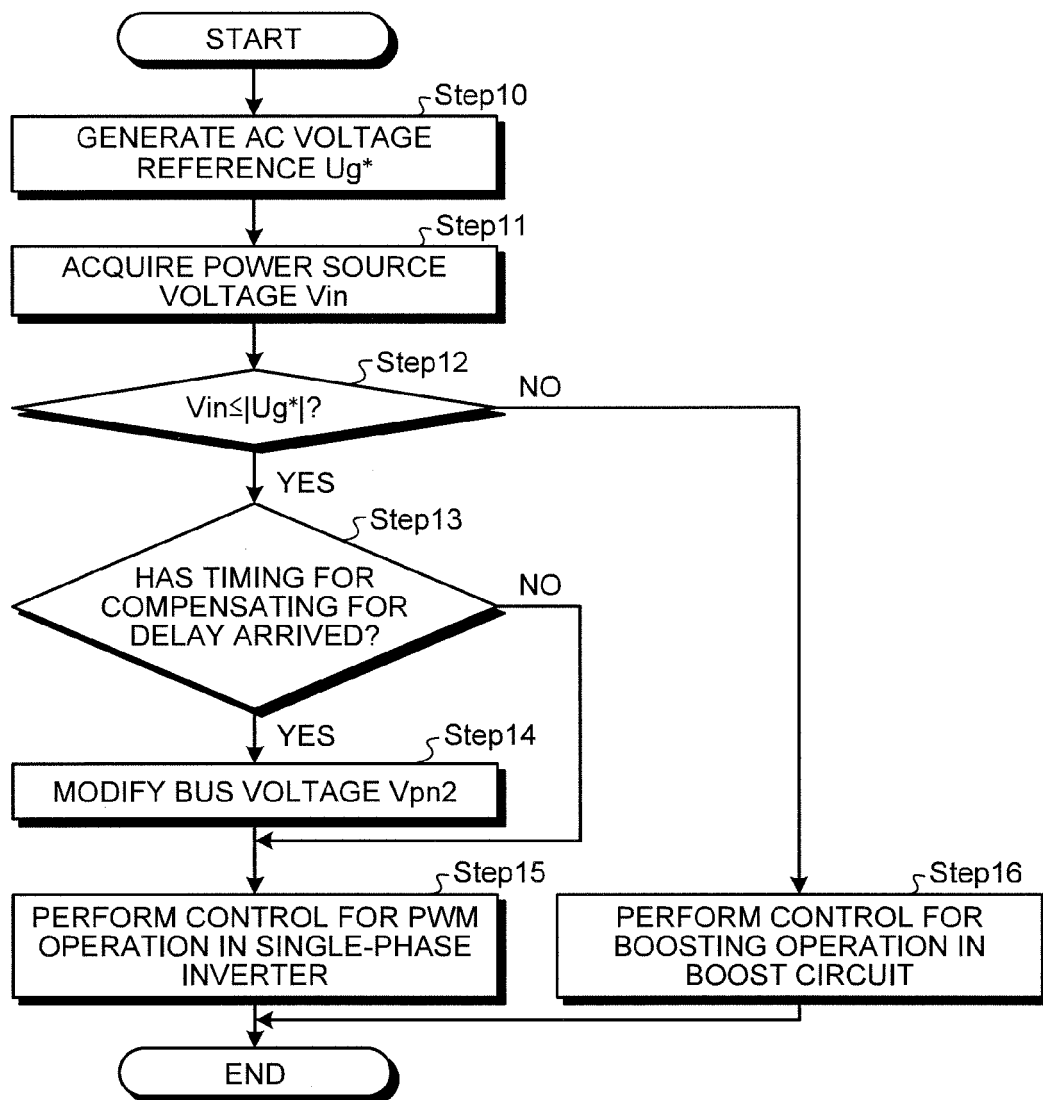 START
Step10
GENERATE AC VOLTAGE
REFERENCE Ug*
Step11
ACQUIRE POWER SOURCE
VOLTAGE Vin
Step12
Vin≤|Ug*|?
NO
YES
Step13
HAS TIMING FOR
COMPENSATING FOR
DELAY ARRIVED?
NO
YES
Step14
MODIFY BUS VOLTAGE Vpn2
Step15
PERFORM CONTROL FOR PWM
OPERATION IN SINGLE-PHASE
INVERTER
Step16
PERFORM CONTROL FOR
BOOSTING OPERATION IN
BOOST CIRCUIT
END